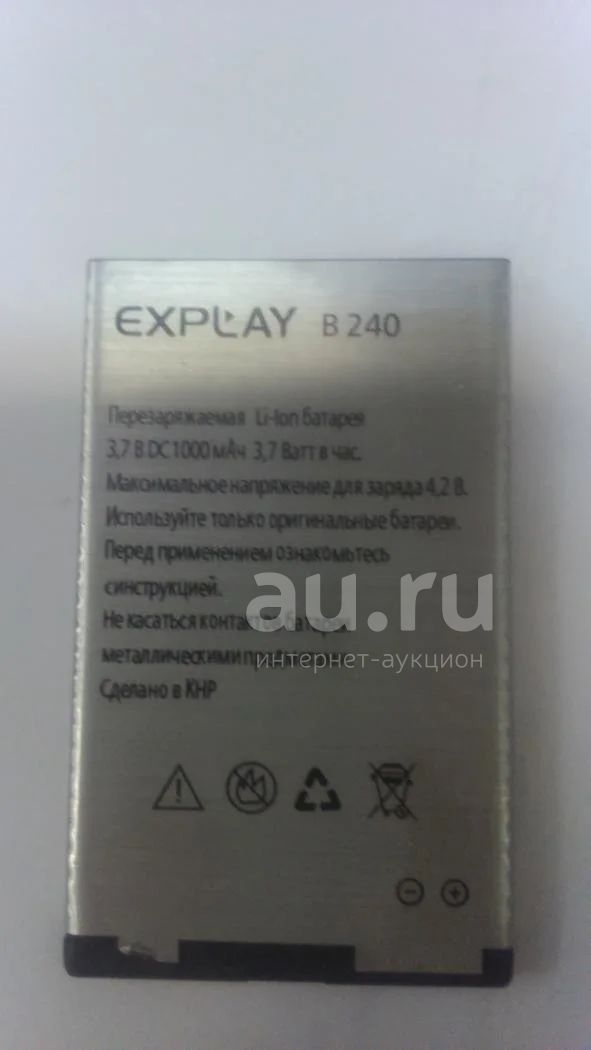 EXPLAY B 240
Перезаряжаемая Li-Ion батарея
3,7 В DC 1000 мАч 3,7 Ватт в час.
Максимальное напряжение для заряда 4,2 В.
Используйте только оригинальные батареи.
Перед применением ознакомьтесь
с инструкцией.
Не касаться контактов батареи
металлическими
Сделано в КНР
au.ru
интернет-аукцион